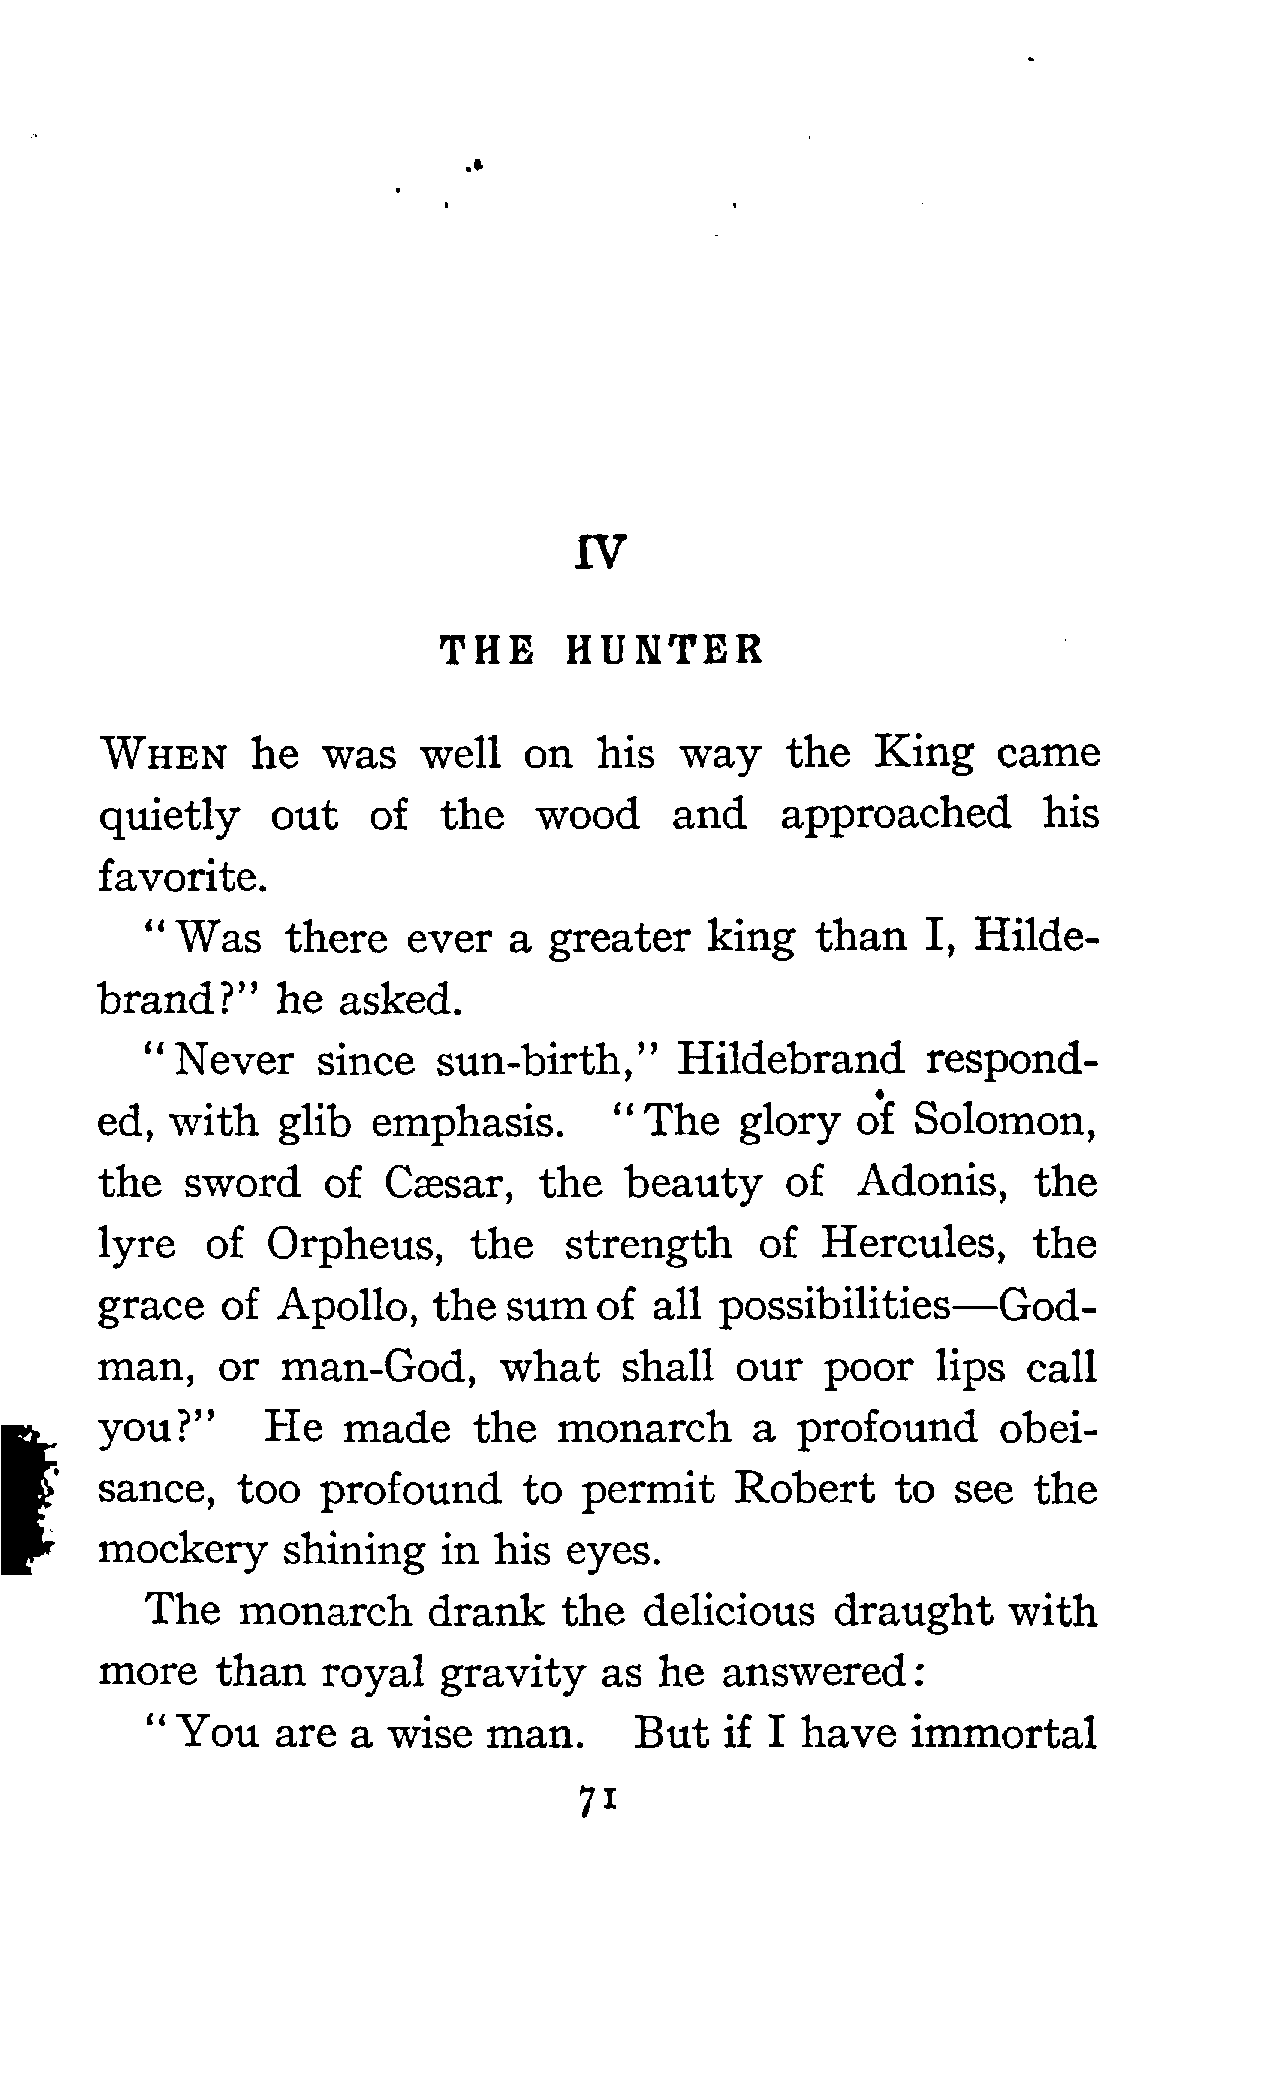 IV
THE HUNTER
WHEN he was well on his way the King came
quietly out of the wood and approached his
favorite.
"Was there ever a greater king than I, Hilde-
brand?" he asked.
"Never since sun-birth," Hildebrand respond-
ed, with glib emphasis. "The glory of Solomon,
the sword of Cæsar, the beauty of Adonis, the
lyre of Orpheus, the strength of Hercules, the
grace of Apollo, the sum of all possibilities—God-
man, or man-God, what shall our poor lips call
you?" He made the monarch a profound obei-
sance, too profound to permit Robert to see the
mockery shining in his eyes.
The monarch drank the delicious draught with
more than royal gravity as he answered:
"You are a wise man. But if I have immortal
71